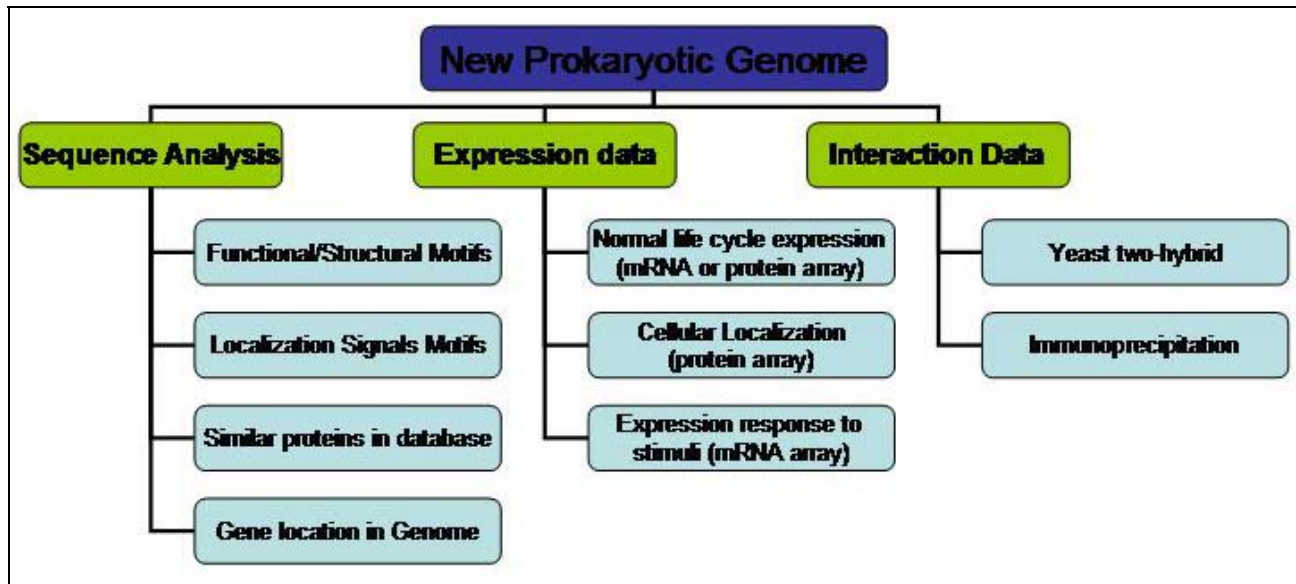 New Prokaryotic Genome
Sequence Analysis
Functional/Structural Motifs
Localization Signals Motifs
Similar proteins in database
Gene location in Genome
Expression data
Normal life cycle expression
(mRNA or protein array)
Cellular Localization
(protein array)
Expression response to
stimuli (mRNA array)
Interaction Data
Yeast two-hybrid
Immunoprecipitation